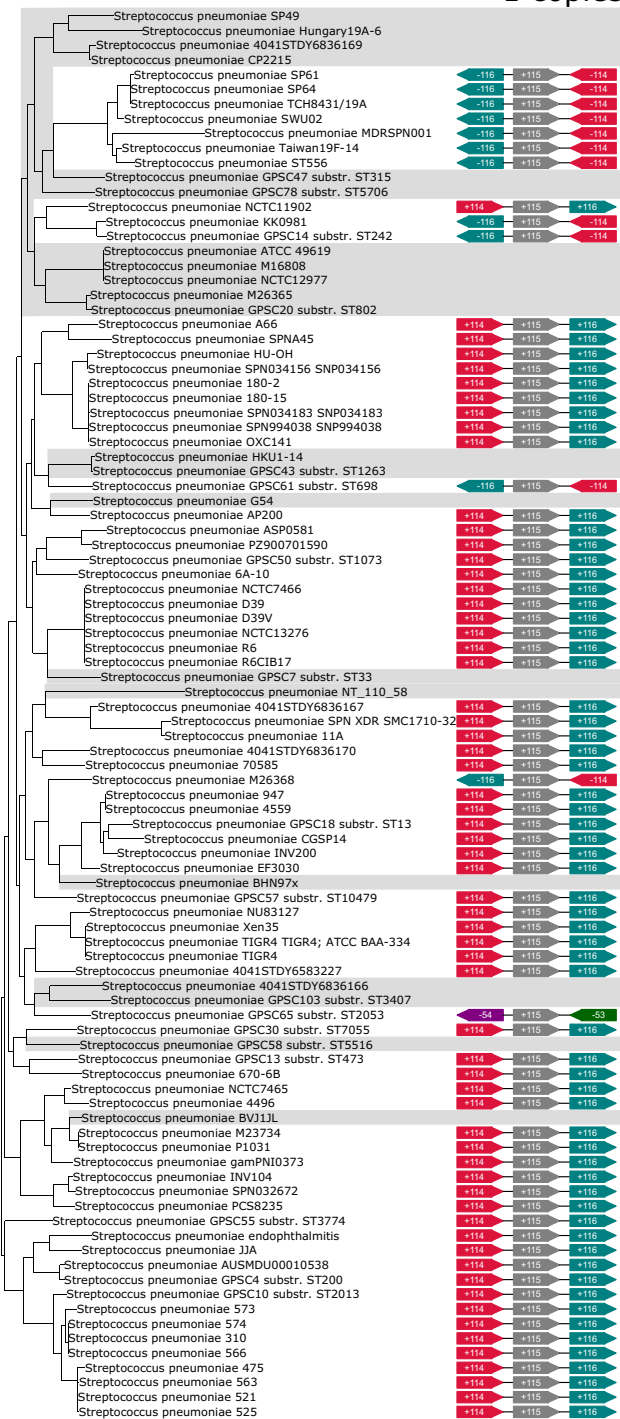 Streptococcus pneumoniae SP49
Streptococcus pneumoniae Hungary19A-6
Streptococcus pneumoniae 4041STDY6836169
Streptococcus pneumoniae CP2215
Streptococcus pneumoniae SP61 -116 +115 -114
Streptococcus pneumoniae SP64 -116 +115 -114
Streptococcus pneumoniae TCH8431/19A -116 +115 -114
Streptococcus pneumoniae SWU02 -116 +115 -114
Streptococcus pneumoniae MDRSPN001 -116 +115 -114
Streptococcus pneumoniae Taiwan19F-14 -116 +115 -114
Streptococcus pneumoniae ST556 -116 +115 -114
Streptococcus pneumoniae GPSC47 substr. ST315
Streptococcus pneumoniae GPSC78 substr. ST5706
Streptococcus pneumoniae NCTC11902 +114 +115 +116
Streptococcus pneumoniae KK0981 -116 +115 -114
Streptococcus pneumoniae GPSC14 substr. ST242 -116 +115 -114
Streptococcus pneumoniae ATCC 49619
Streptococcus pneumoniae M16808
Streptococcus pneumoniae NCTC12977
Streptococcus pneumoniae M26365
Streptococcus pneumoniae GPSC20 substr. ST802
Streptococcus pneumoniae A66 +114 +115 +116
Streptococcus pneumoniae SPNA45 +114 +115 +116
Streptococcus pneumoniae HU-OH +114 +115 +116
Streptococcus pneumoniae SPN034156 SNP034156 +114 +115 +116
Streptococcus pneumoniae 180-2 +114 +115 +116
Streptococcus pneumoniae 180-15 +114 +115 +116
Streptococcus pneumoniae SPN034183 SNP034183 +114 +115 +116
Streptococcus pneumoniae SPN994038 SNP994038 +114 +115 +116
Streptococcus pneumoniae OXC141 +114 +115 +116
Streptococcus pneumoniae HKU1-14
Streptococcus pneumoniae GPSC43 substr. ST1263
Streptococcus pneumoniae GPSC61 substr. ST698 -116 +115 -114
Streptococcus pneumoniae G54
Streptococcus pneumoniae AP200 +114 +115 +116
Streptococcus pneumoniae ASP0581 +114 +115 +116
Streptococcus pneumoniae PZ900701590 +114 +115 +116
Streptococcus pneumoniae GPSC50 substr. ST1073 +114 +115 +116
Streptococcus pneumoniae 6A-10 +114 +115 +116
Streptococcus pneumoniae NCTC7466 +114 +115 +116
Streptococcus pneumoniae D39 +114 +115 +116
Streptococcus pneumoniae D39V +114 +115 +116
Streptococcus pneumoniae NCTC13276 +114 +115 +116
Streptococcus pneumoniae R6 +114 +115 +116
Streptococcus pneumoniae R6CIB17 +114 +115 +116
Streptococcus pneumoniae GPSC7 substr. ST33
Streptococcus pneumoniae NT_110_58
Streptococcus pneumoniae 4041STDY6836167 +114 +115 +116
Streptococcus pneumoniae SPN XDR SMC1710-32 +114 +115 +116
Streptococcus pneumoniae 11A +114 +115 +116
Streptococcus pneumoniae 4041STDY6836170 +114 +115 +116
Streptococcus pneumoniae 70585 +114 +115 +116
Streptococcus pneumoniae M26368 -116 +115 -114
Streptococcus pneumoniae 947 +114 +115 +116
Streptococcus pneumoniae 4559 +114 +115 +116
Streptococcus pneumoniae GPSC18 substr. ST13 +114 +115 +116
Streptococcus pneumoniae CGSP14 +114 +115 +116
Streptococcus pneumoniae INV200 +114 +115 +116
Streptococcus pneumoniae EF3030 +114 +115 +116
Streptococcus pneumoniae BHN97x
Streptococcus pneumoniae GPSC57 substr. ST10479 +114 +115 +116
Streptococcus pneumoniae NU83127 +114 +115 +116
Streptococcus pneumoniae Xen35 +114 +115 +116
Streptococcus pneumoniae TIGR4 TIGR4; ATCC BAA-334 +114 +115 +116
Streptococcus pneumoniae TIGR4 +114 +115 +116
Streptococcus pneumoniae 4041STDY6583227 +114 +115 +116
Streptococcus pneumoniae 4041STDY6836166
Streptococcus pneumoniae GPSC103 substr. ST3407
Streptococcus pneumoniae GPSC65 substr. ST2053 -54 +115 -53
Streptococcus pneumoniae GPSC30 substr. ST7055 +114 +115 +116
Streptococcus pneumoniae GPSC58 substr. ST5516
Streptococcus pneumoniae GPSC13 substr. ST473 +114 +115 +116
Streptococcus pneumoniae 670-6B +114 +115 +116
Streptococcus pneumoniae NCTC7465 +114 +115 +116
Streptococcus pneumoniae 4496 +114 +115 +116
Streptococcus pneumoniae BVJ1JL
Streptococcus pneumoniae M23734 +114 +115 +116
Streptococcus pneumoniae P1031 +114 +115 +116
Streptococcus pneumoniae gamPNI0373 +114 +115 +116
Streptococcus pneumoniae INV104 +114 +115 +116
Streptococcus pneumoniae SPN032672 +114 +115 +116
Streptococcus pneumoniae PCS8235 +114 +115 +116
Streptococcus pneumoniae GPSC55 substr. ST3774 +114 +115 +116
Streptococcus pneumoniae endophthalmitis +114 +115 +116
Streptococcus pneumoniae JJA +114 +115 +116
Streptococcus pneumoniae AUSMDU00010538 +114 +115 +116
Streptococcus pneumoniae GPSC4 substr. ST200 +114 +115 +116
Streptococcus pneumoniae GPSC10 substr. ST2013 +114 +115 +116
Streptococcus pneumoniae 573 +114 +115 +116
Streptococcus pneumoniae 574 +114 +115 +116
Streptococcus pneumoniae 310 +114 +115 +116
Streptococcus pneumoniae 566 +114 +115 +116
Streptococcus pneumoniae 475 +114 +115 +116
Streptococcus pneumoniae 563 +114 +115 +116
Streptococcus pneumoniae 521 +114 +115 +116
Streptococcus pneumoniae 525 +114 +115 +116